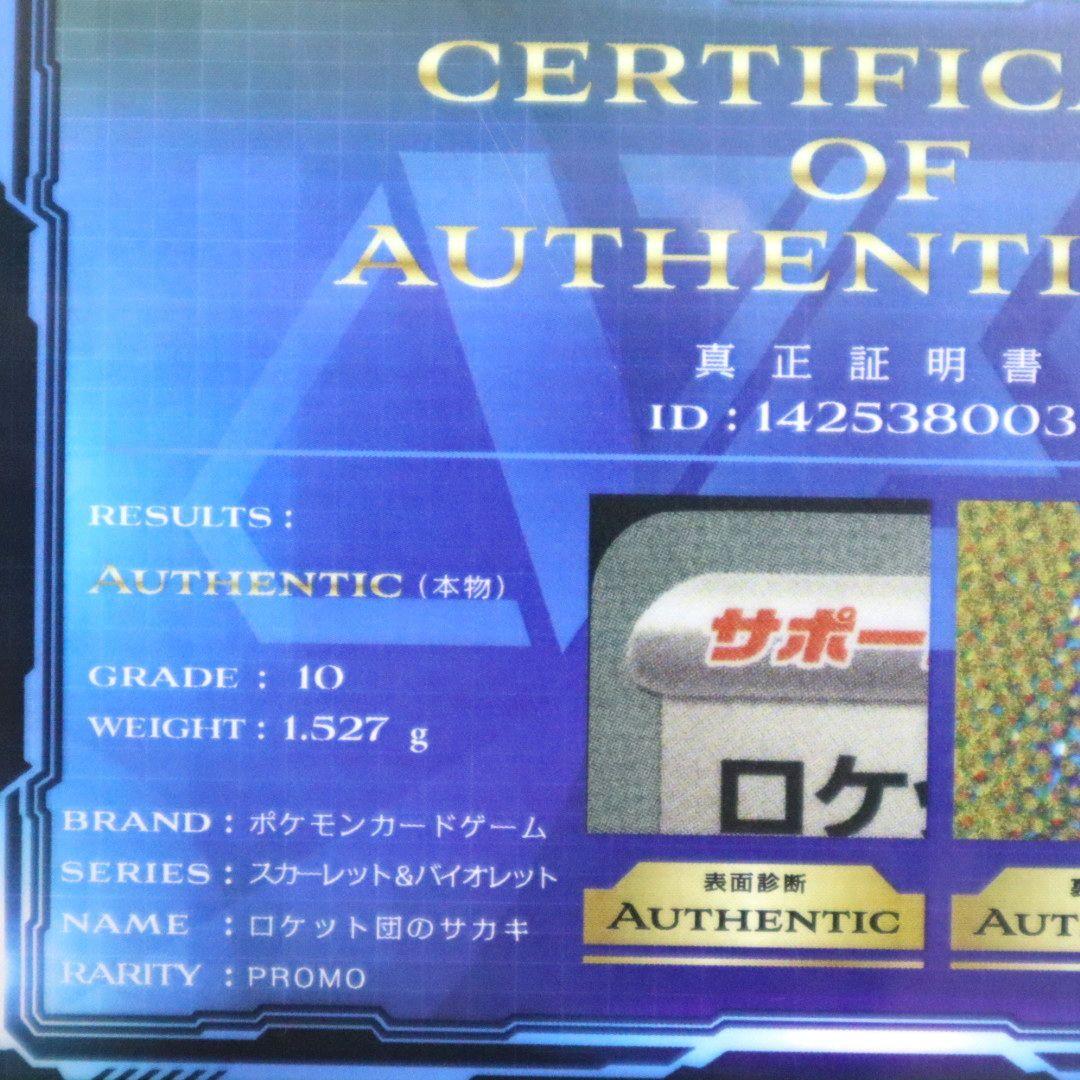 CERTIFIC
OF
AUTHENTI
真正証明書
ID : 142538003
RESULTS :
AUTHENTIC (本物)
GRADE : 10
WEIGHT : 1.527 g
BRAND : ポケモンカードゲーム
SERIES : スカーレット&バイオレット
NAME : ロケット団のサカキ
RARITY : PROMO
サポー
ロケ
表面診断
AUTHENTIC
AUT